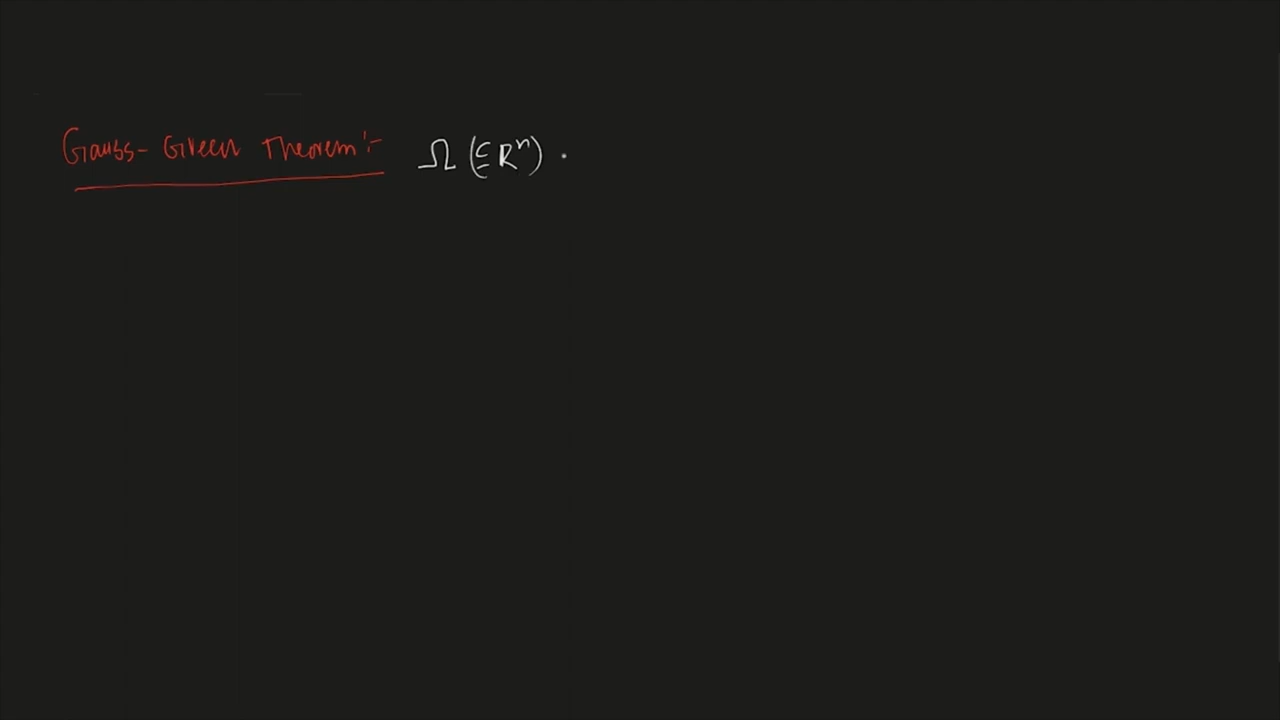 Gauss-Green Theorem:- Ω (⊆ ℝⁿ) .